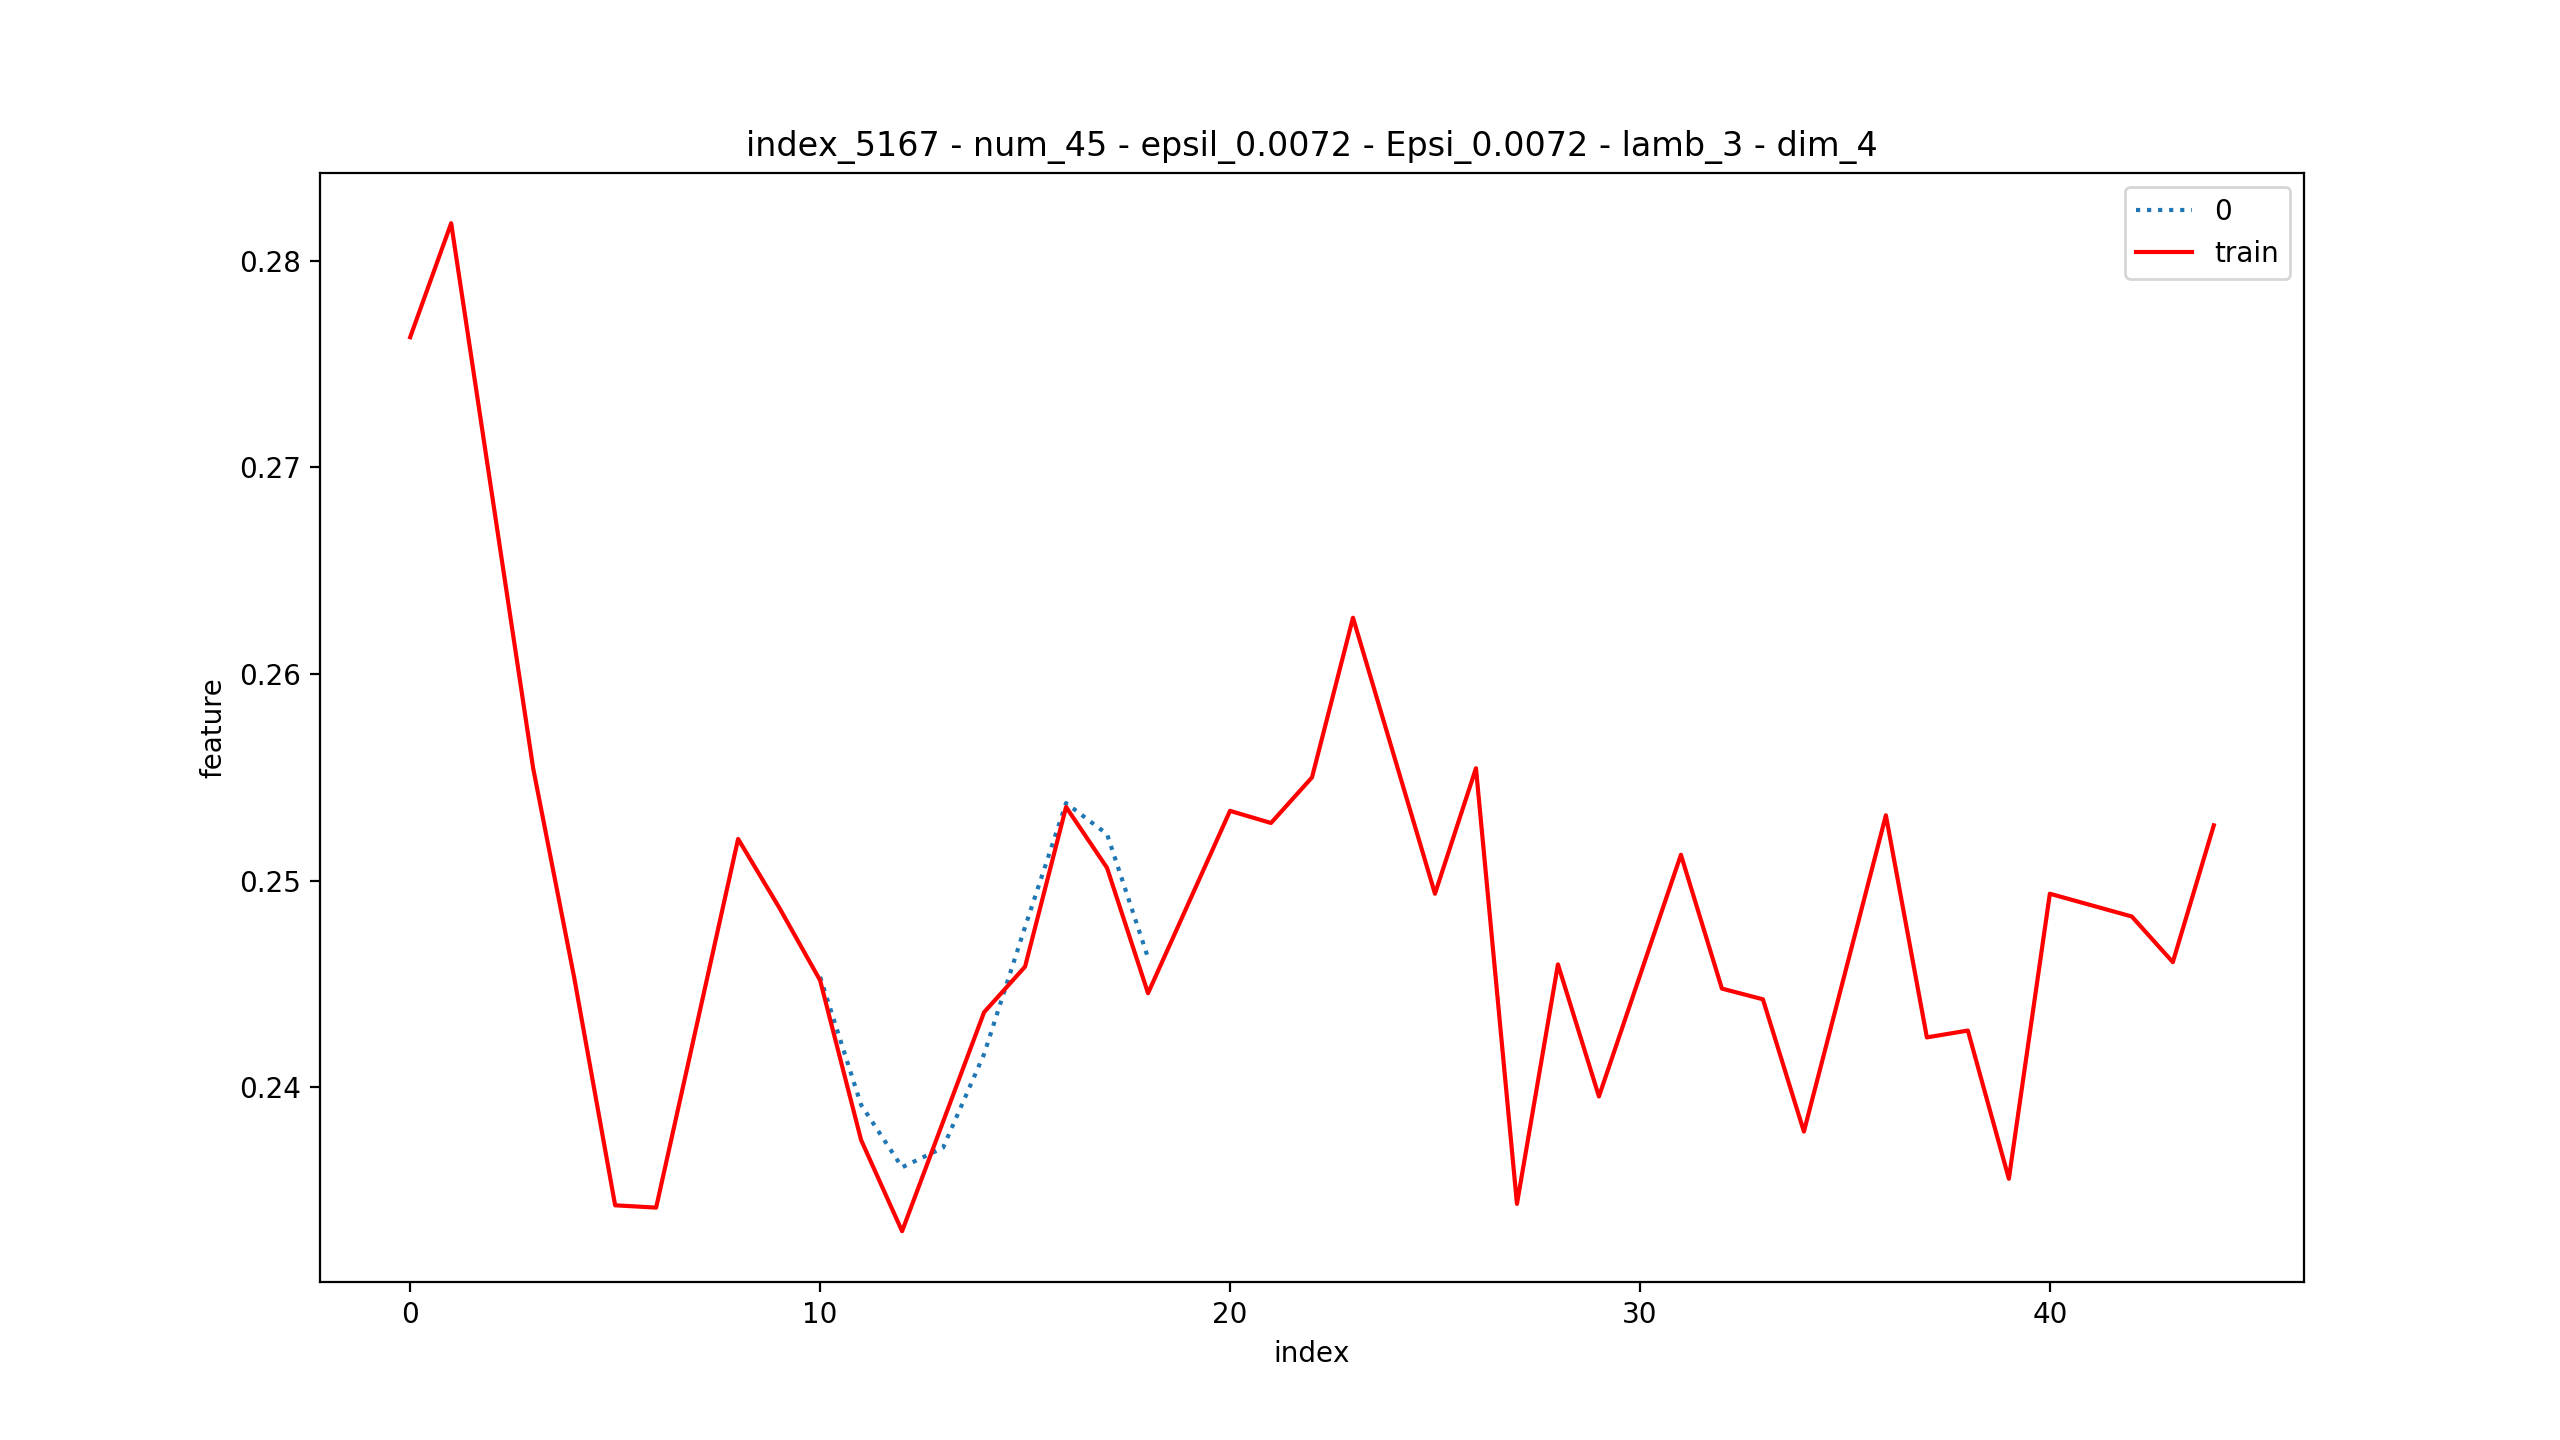 index_5167 - num_45 - epsil_0.0072 - Epsi_0.0072 - lamb_3 - dim_4
0
train
0.28
0.27
0.26
0.25
0.24
feature
0 10 20 30 40
index